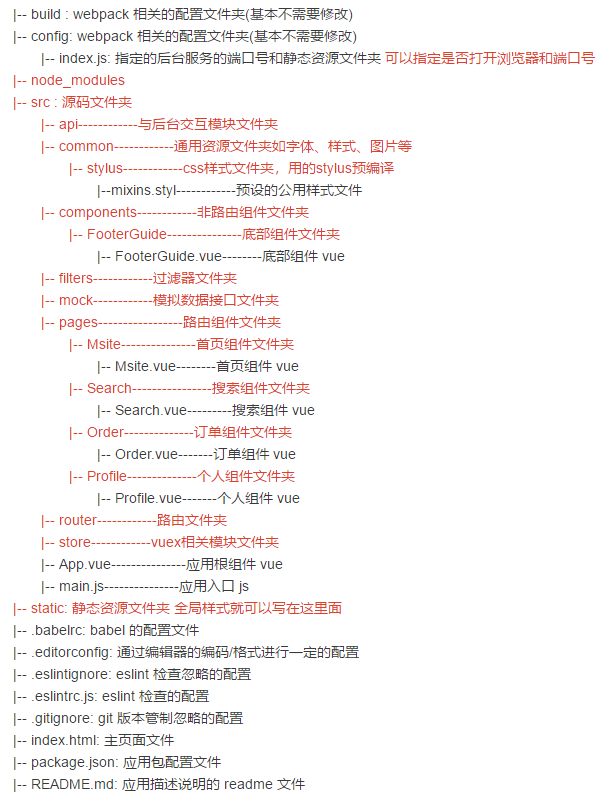 |-- build : webpack 相关的配置文件夹(基本不需要修改)
|-- config: webpack 相关的配置文件夹(基本不需要修改)
|-- index.js: 指定的后台服务的端口号和静态资源文件夹 可以指定是否打开浏览器和端口号
|-- node_modules
|-- src : 源码文件夹
|-- api------------与后台交互模块文件夹
|-- common------------通用资源文件夹如字体、样式、图片等
|-- stylus------------css样式文件夹，用的stylus预编译
|--mixins.styl------------预设的公用样式文件
|-- components------------非路由组件文件夹
|-- FooterGuide---------------底部组件文件夹
|-- FooterGuide.vue--------底部组件 vue
|-- filters------------过滤器文件夹
|-- mock------------模拟数据接口文件夹
|-- pages-----------------路由组件文件夹
|-- Msite---------------首页组件文件夹
|-- Msite.vue--------首页组件 vue
|-- Search----------------搜索组件文件夹
|-- Search.vue---------搜索组件 vue
|-- Order--------------订单组件文件夹
|-- Order.vue-------订单组件 vue
|-- Profile--------------个人组件文件夹
|-- Profile.vue-------个人组件 vue
|-- router------------路由文件夹
|-- store------------vuex相关模块文件夹
|-- App.vue---------------应用根组件 vue
|-- main.js---------------应用入口 js
|-- static: 静态资源文件夹 全局样式就可以写在这里面
|-- .babelrc: babel 的配置文件
|-- .editorconfig: 通过编辑器的编码/格式进行一定的配置
|-- .eslintignore: eslint 检查忽略的配置
|-- .eslintrc.js: eslint 检查的配置
|-- .gitignore: git 版本管制忽略的配置
|-- index.html: 主页面文件
|-- package.json: 应用包配置文件
|-- README.md: 应用描述说明的 readme 文件